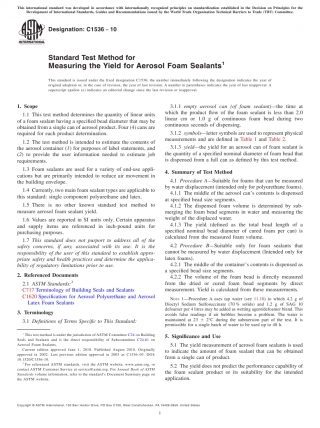 This international standard was developed in accordance with internationally recognized principles on standardization established in the Decision on Principles for the
Development of International Standards, Guides and Recommendations issued by the World Trade Organization Technical Barriers to Trade (TBT) Committee.
Designation: C1536 − 10
Standard Test Method for
Measuring the Yield for Aerosol Foam Sealants1
This standard is issued under the fixed designation C1536; the number immediately following the designation indicates the year of
original adoption or, in the case of revision, the year of last revision. A number in parentheses indicates the year of last reapproval. A
superscript epsilon (ε) indicates an editorial change since the last revision or reapproval.
1. Scope
1.1 This test method determines the quantity of linear units
of a foam sealant having a specified bead diameter that may be
obtained from a single can of aerosol product. Four (4) cans are
required for each product determination.
1.2 The test method is intended to estimate the contents of
the aerosol container (1) for purposes of label statements, and
(2) to provide the user information needed to estimate job
requirements.
1.3 Foam sealants are used for a variety of end-use appli-
cations but are primarily intended to reduce air movement in
the building envelope.
1.4 Currently, two main foam sealant types are applicable to
this standard: single component polyurethane and latex.
1.5 There is no other known standard test method to
measure aerosol foam sealant yield.
1.6 Values are reported in SI units only. Certain apparatus
and supply items are referenced in inch-pound units for
purchasing purposes.
1.7 This standard does not purport to address all of the
safety concerns, if any, associated with its use. It is the
responsibility of the user of this standard to establish appro-
priate safety and health practices and determine the applica-
bility of regulatory limitations prior to use.
2. Referenced Documents
2.1 ASTM Standards:2
C717 Terminology of Building Seals and Sealants
C1620 Specification for Aerosol Polyurethane and Aerosol
Latex Foam Sealants
3. Terminology
3.1 Definitions of Terms Specific to This Standard:
1 This test method is under the jurisdiction of ASTM Committee C24 on Building
Seals and Sealants and is the direct responsibility of Subcommittee C24.61 on
Aerosol Foam Sealants.
Current edition approved June 1, 2010. Published August 2010. Originally
approved in 2002. Last previous edition approved in 2003 as C1536–03. DOI:
10.1520/C1536-10.
2 For referenced ASTM standards, visit the ASTM website, www.astm.org, or
contact ASTM Customer Service at service@astm.org. For Annual Book of ASTM
Standards volume information, refer to the standard's Document Summary page on
the ASTM website.
3.1.1 empty aerosol can (of foam sealant)—the time at
which the product flow of the foam sealant is less than 2.0
linear cm or 1.0 g of continuous foam bead during two
continuous seconds of dispensing.
3.1.2 symbols—letter symbols are used to represent physical
measurements and are defined in Table 1 and Table 2.
3.1.3 yield—the yield for an aerosol can of foam sealant is
the quantity of a specified nominal diameter of foam bead that
is dispensed from a full can as defined by this test method.
4. Summary of Test Method
4.1 Procedure A—Suitable for foams that can be measured
by water displacement (intended only for polyurethane foams).
4.1.1 The middle of the aerosol can's contents is dispensed
at specified bead size segments.
4.1.2 The dispensed foam volume is determined by sub-
merging the foam bead segments in water and measuring the
weight of the displaced water.
4.1.3 The yield (defined as the total bead length of a
specified nominal bead diameter of cured foam per can) is
calculated from the measured foam volume.
4.2 Procedure B—Suitable only for foam sealants that
cannot be measured by water displacement (intended only for
latex foams).
4.2.1 The middle of the container's contents is dispensed as
a specified bead size segments.
4.2.2 The volume of the foam bead is directly measured
from the dried or cured foam bead segments by direct
measurement. Yield is calculated from these measurements.
NOTE 1—Procedure A uses tap water (see 11.10) to which 4.2 g of
Dioctyl Sodium Sulfosuccinate (70 % solids) and 1.2 g of SAG 10
defoamer per 4 liters may be added as wetting agent/defoamer blend. This
avoids false readings if air bubbles become a problem. The water is
maintained at 23 ± 2°C during the submersion part of the test. It is
permissible for a single batch of water to be used up to 48 h.
5. Significance and Use
5.1 The yield measurement of aerosol foam sealants is used
to indicate the amount of foam sealant that can be obtained
from a single can of product.
5.2 The yield does not predict the performance capability of
the foam sealant product or its suitability for the intended
application.
Copyright © ASTM International, 100 Barr Harbor Drive, PO Box C700, West Conshohocken, PA 19428-2959. United States
1